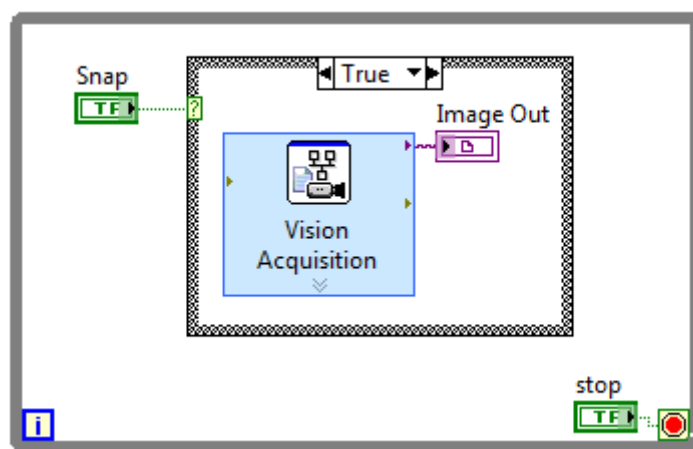 Snap
TF
?
True
Image Out
Vision
Acquisition
i
stop
TF